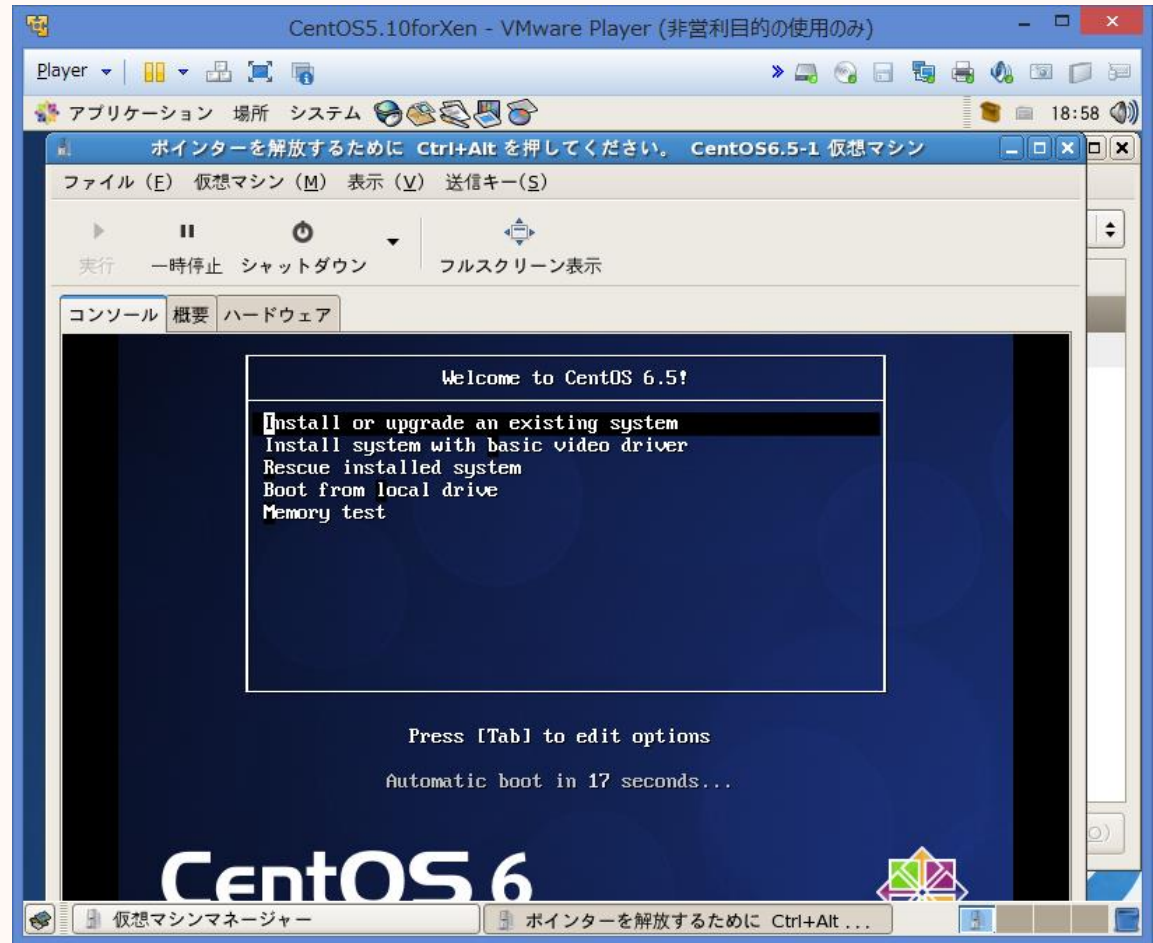 CentOS5.10forXen - VMware Player (非営利目的の使用のみ)
Player
アプリケーション 場所 システム 18:58
ポインターを解放するために Ctrl+Alt を押してください。 CentOS6.5-1 仮想マシン
ファイル (F) 仮想マシン (M) 表示 (V) 送信キー(S)
実行 一時停止 シャットダウン フルスクリーン表示
コンソール 概要 ハードウェア
Welcome to CentOS 6.5!
Install or upgrade an existing system
Install system with basic video driver
Rescue installed system
Boot from local drive
Memory test
Press [Tab] to edit options
Automatic boot in 17 seconds...
O)
CentOS 6
仮想マシンマネージャー ポインターを解放するために Ctrl+Alt ...